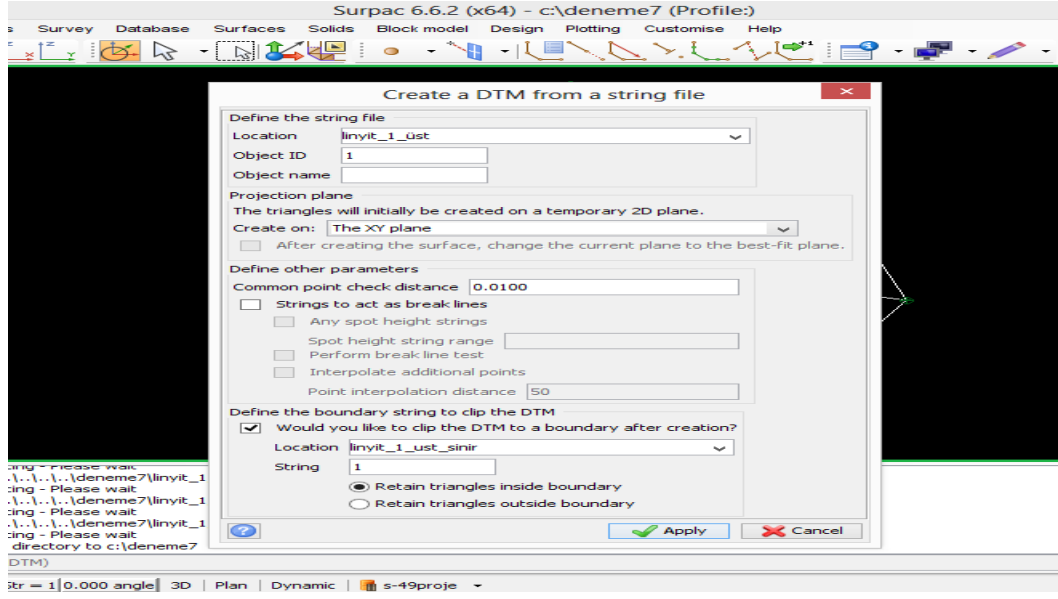 Surpac 6.6.2 (x64) - c:\deneme7 (Profile:)
s Survey Database Surfaces Solids Block model Design Plotting Customise Help
Create a DTM from a string file
Define the string file
Location linyit_1_üst
Object ID 1
Object name
Projection plane
The triangles will initially be created on a temporary 2D plane.
Create on: The XY plane
After creating the surface, change the current plane to the best-fit plane.
Define other parameters
Common point check distance 0.0100
Strings to act as break lines
Any spot height strings
Spot height string range
Perform break line test
Interpolate additional points
Point interpolation distance 50
Define the boundary string to clip the DTM
Would you like to clip the DTM to a boundary after creation?
Location linyit_1_ust_sinir
String 1
Retain triangles inside boundary
Retain triangles outside boundary
Apply Cancel
cing - Please wait
.\..\..\..\deneme7\linyit_1
cing - Please wait
.\..\..\..\deneme7\linyit_1
cing - Please wait
.\..\..\..\deneme7\linyit_1
cing - Please wait
directory to c:\deneme7
DTM)
Str = 1 0.000 angle 3D Plan Dynamic s-49proje